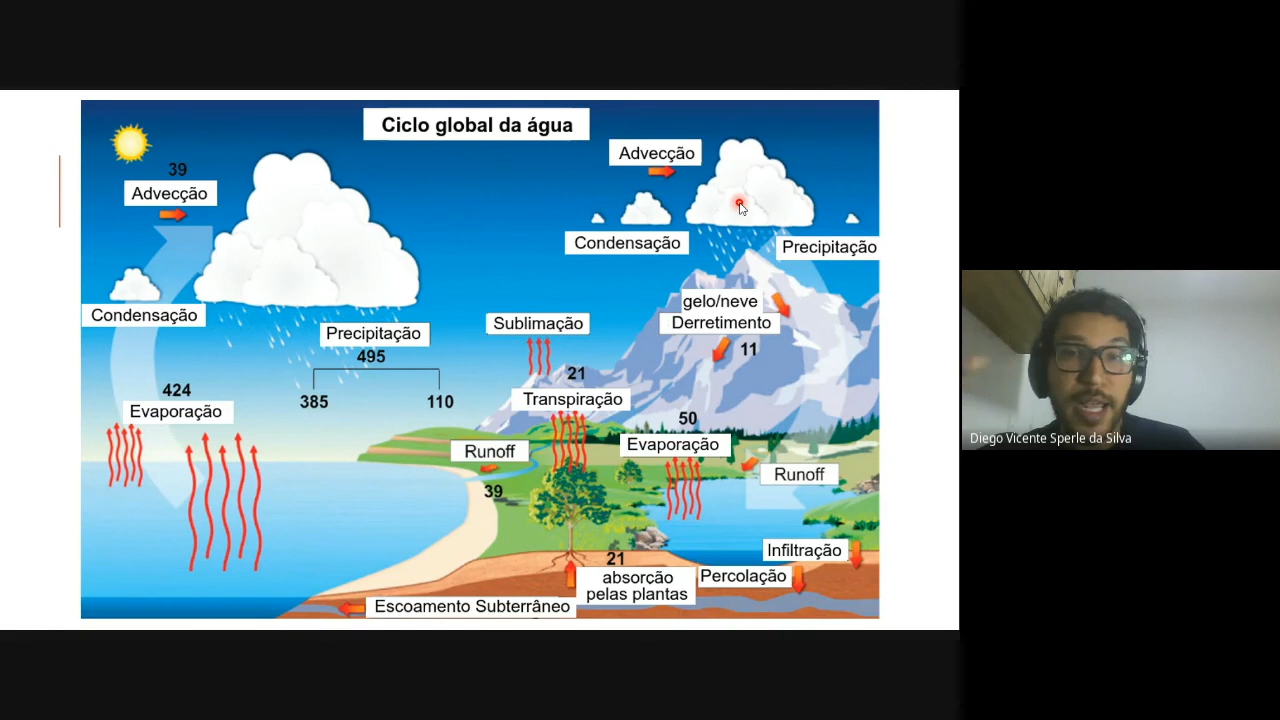 Ciclo global da água
39
Advecção
Advecção
Condensação
Precipitação
Condensação
Precipitação
495
385
110
424
Evaporação
Sublimação
gelo/neve
Derretimento
11
21
Transpiração
50
Evaporação
Runoff
39
Runoff
Infiltração
21
absorção
pelas plantas
Percolação
Escoamento Subterrâneo
Diego Vicente Sperle da Silva